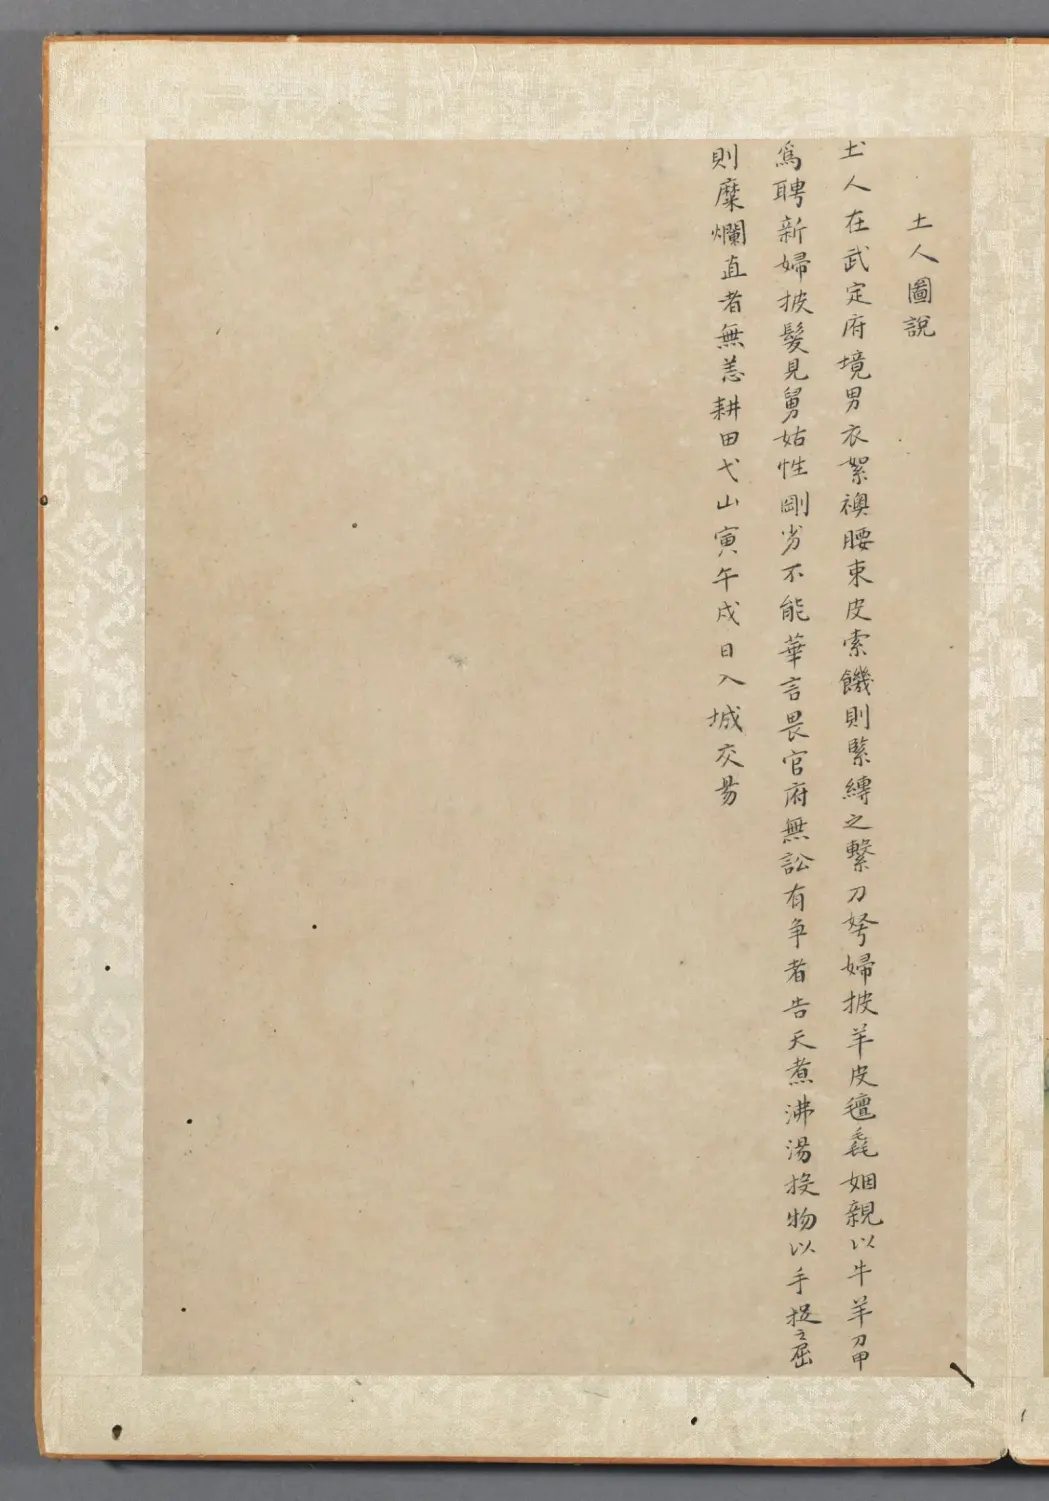 土人圖說
土人在武定府境男衣絮襖腰束皮索饑則緊縛之繫刀弩婦披羊皮氊毳姻親以牛羊刀甲
爲聘新婦披髮見舅姑性剛劣不能華言畏官府無訟有争者告天煮沸湯投物以手捉之屈
則糜爛直者無恙耕田弋山寅午戌日入城交易